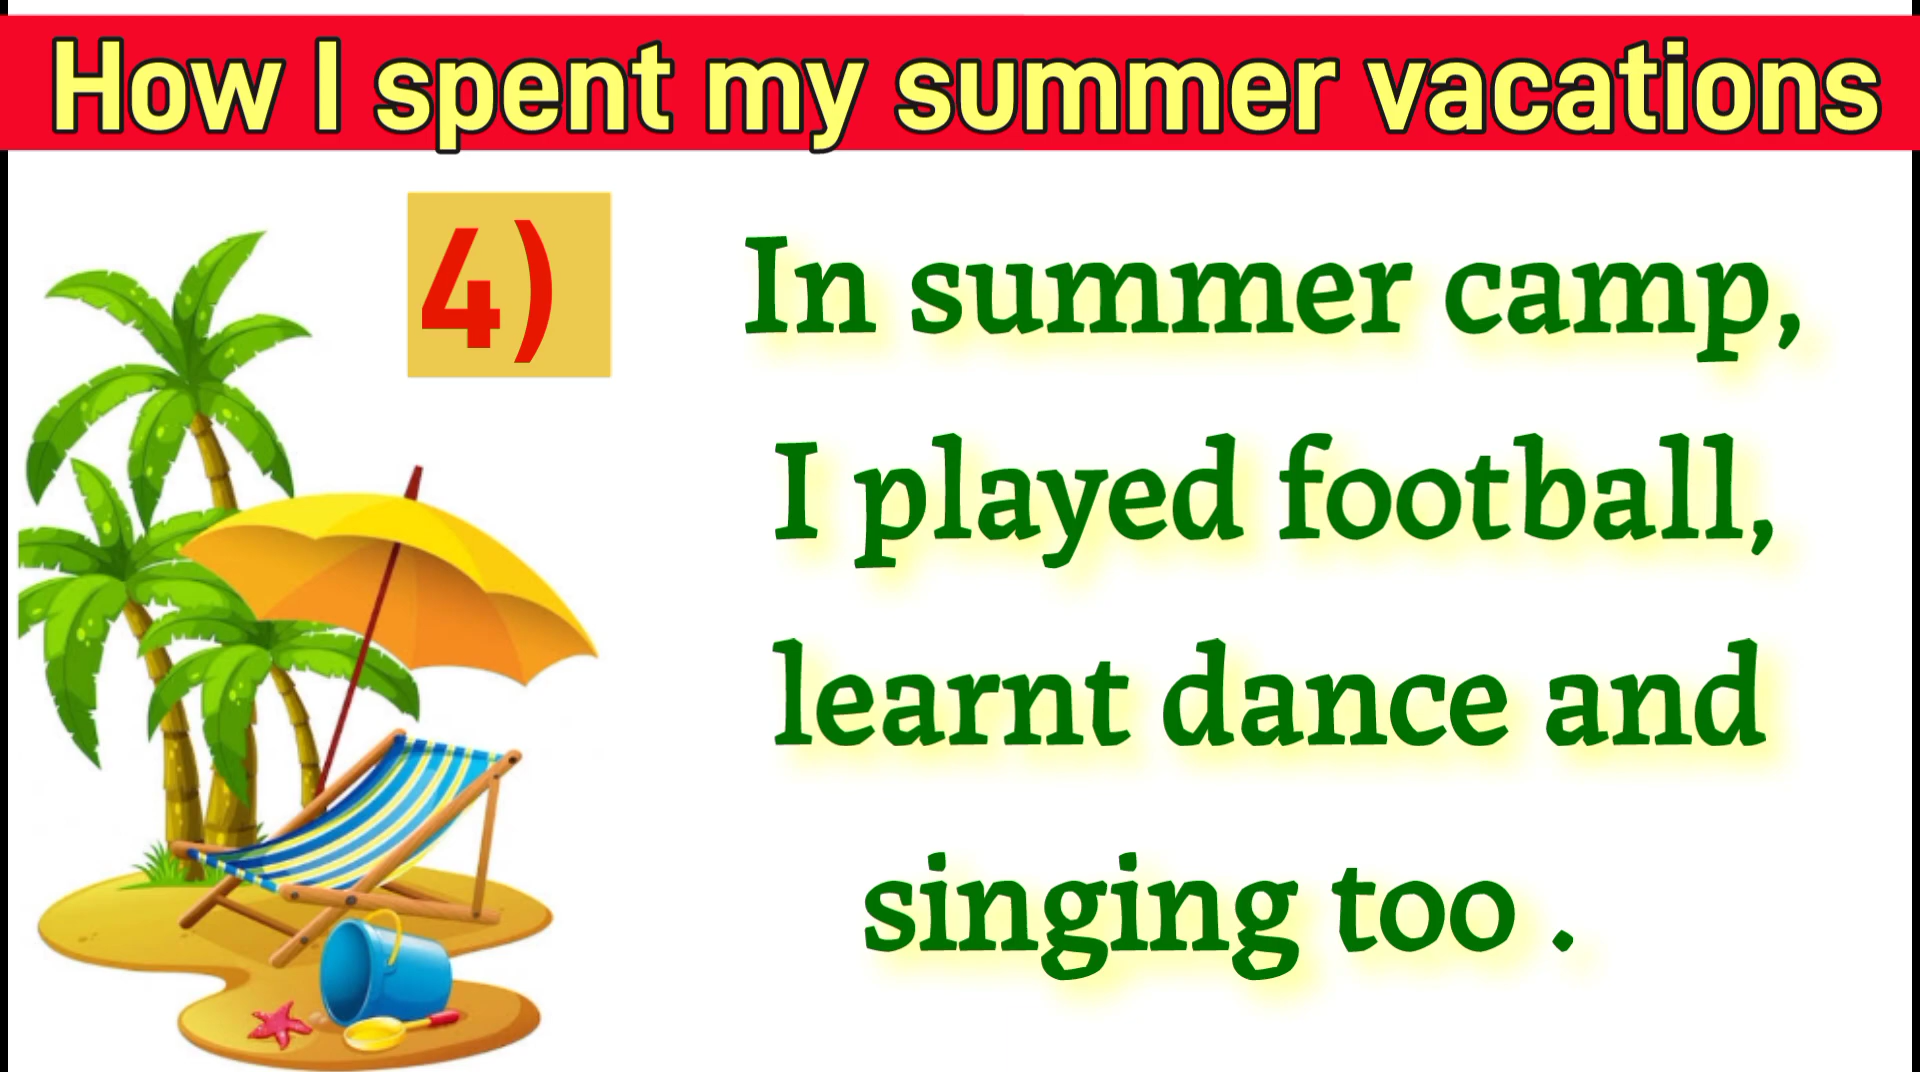 How I spent my summer vacations
4)
In summer camp,
I played football,
learnt dance and
singing too .